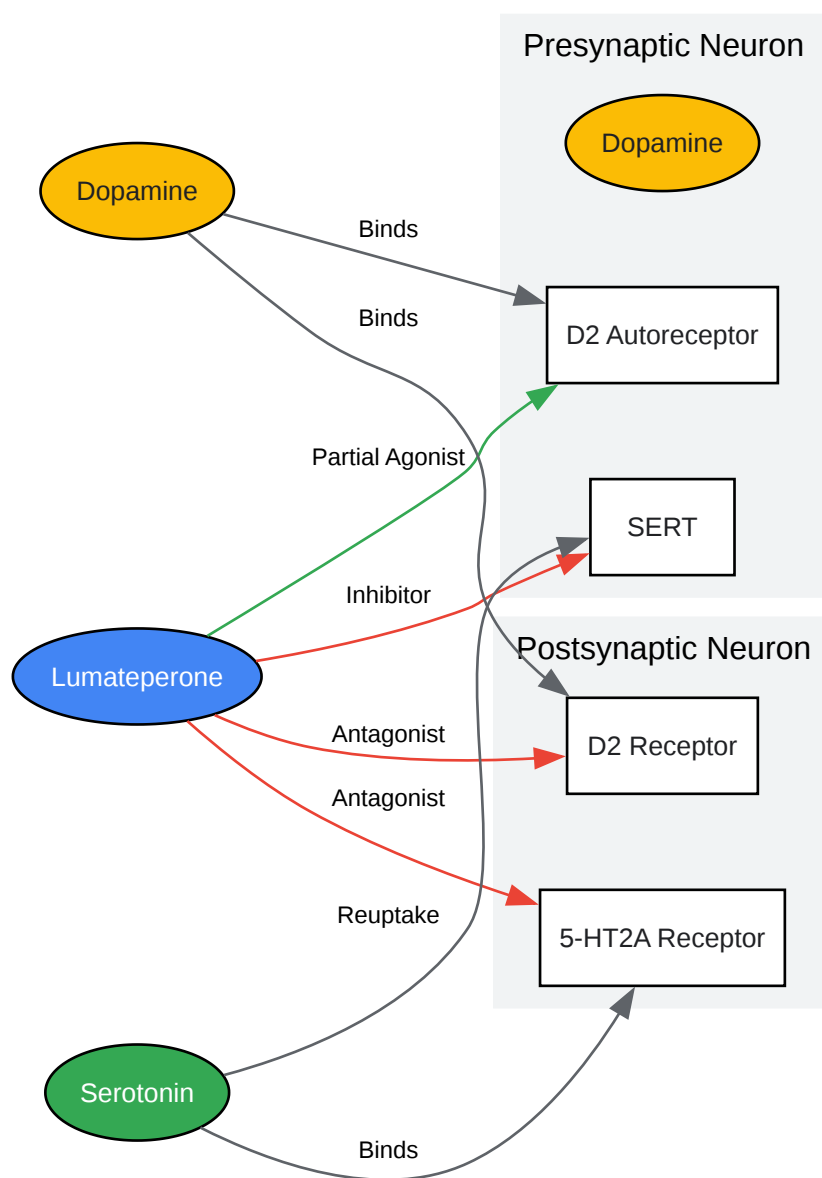 Presynaptic Neuron
Dopamine
Dopamine
Binds
Binds
D2 Autoreceptor
Partial Agonist
SERT
Inhibitor
Postsynaptic Neuron
Lumateperone
Antagonist
D2 Receptor
Antagonist
Reuptake
5-HT2A Receptor
Serotonin
Binds